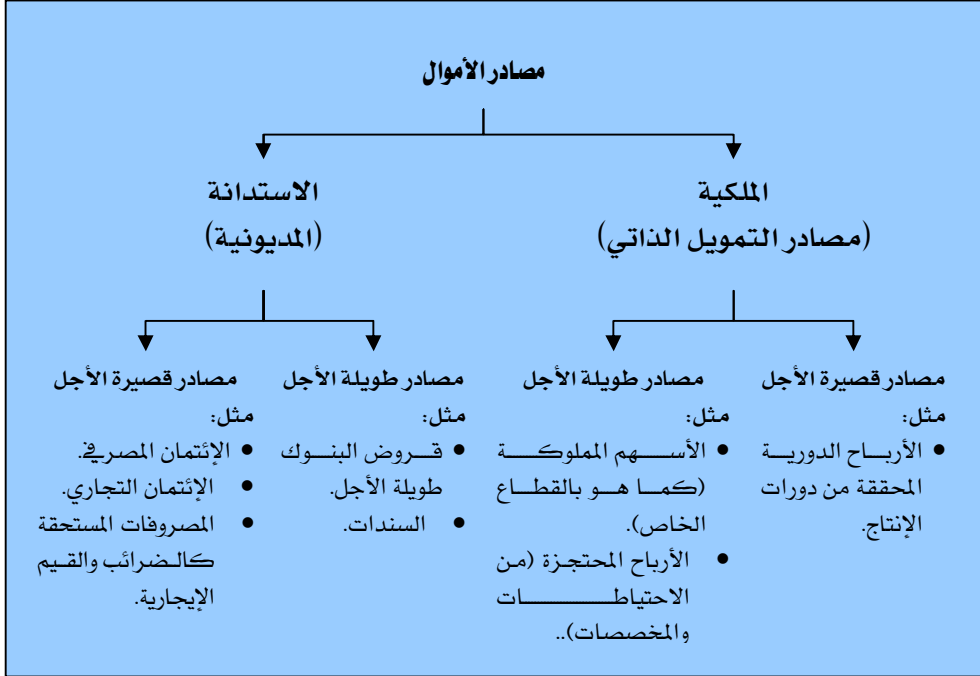 مصادر الأموال
الملكية
(مصادر التمويل الذاتي)
الاستدانة
(المديونية)
مصادر قصيرة الأجل
مثل:
• الأرباح الدورية
المحققة من دورات
الإنتاج.
مصادر طويلة الأجل
مثل:
• الأسهم المملوكة
(كما هو بالقطاع
الخاص).
• الأرباح المحتجزة (من
الاحتياطات
والمخصصات)..
مصادر طويلة الأجل
مثل:
• قروض البنوك
طويلة الأجل.
• السندات.
مصادر قصيرة الأجل
مثل:
• الإئتمان المصرفي.
• الإئتمان التجاري.
• المصروفات المستحقة
كالضرائب والقيم
الإيجارية.